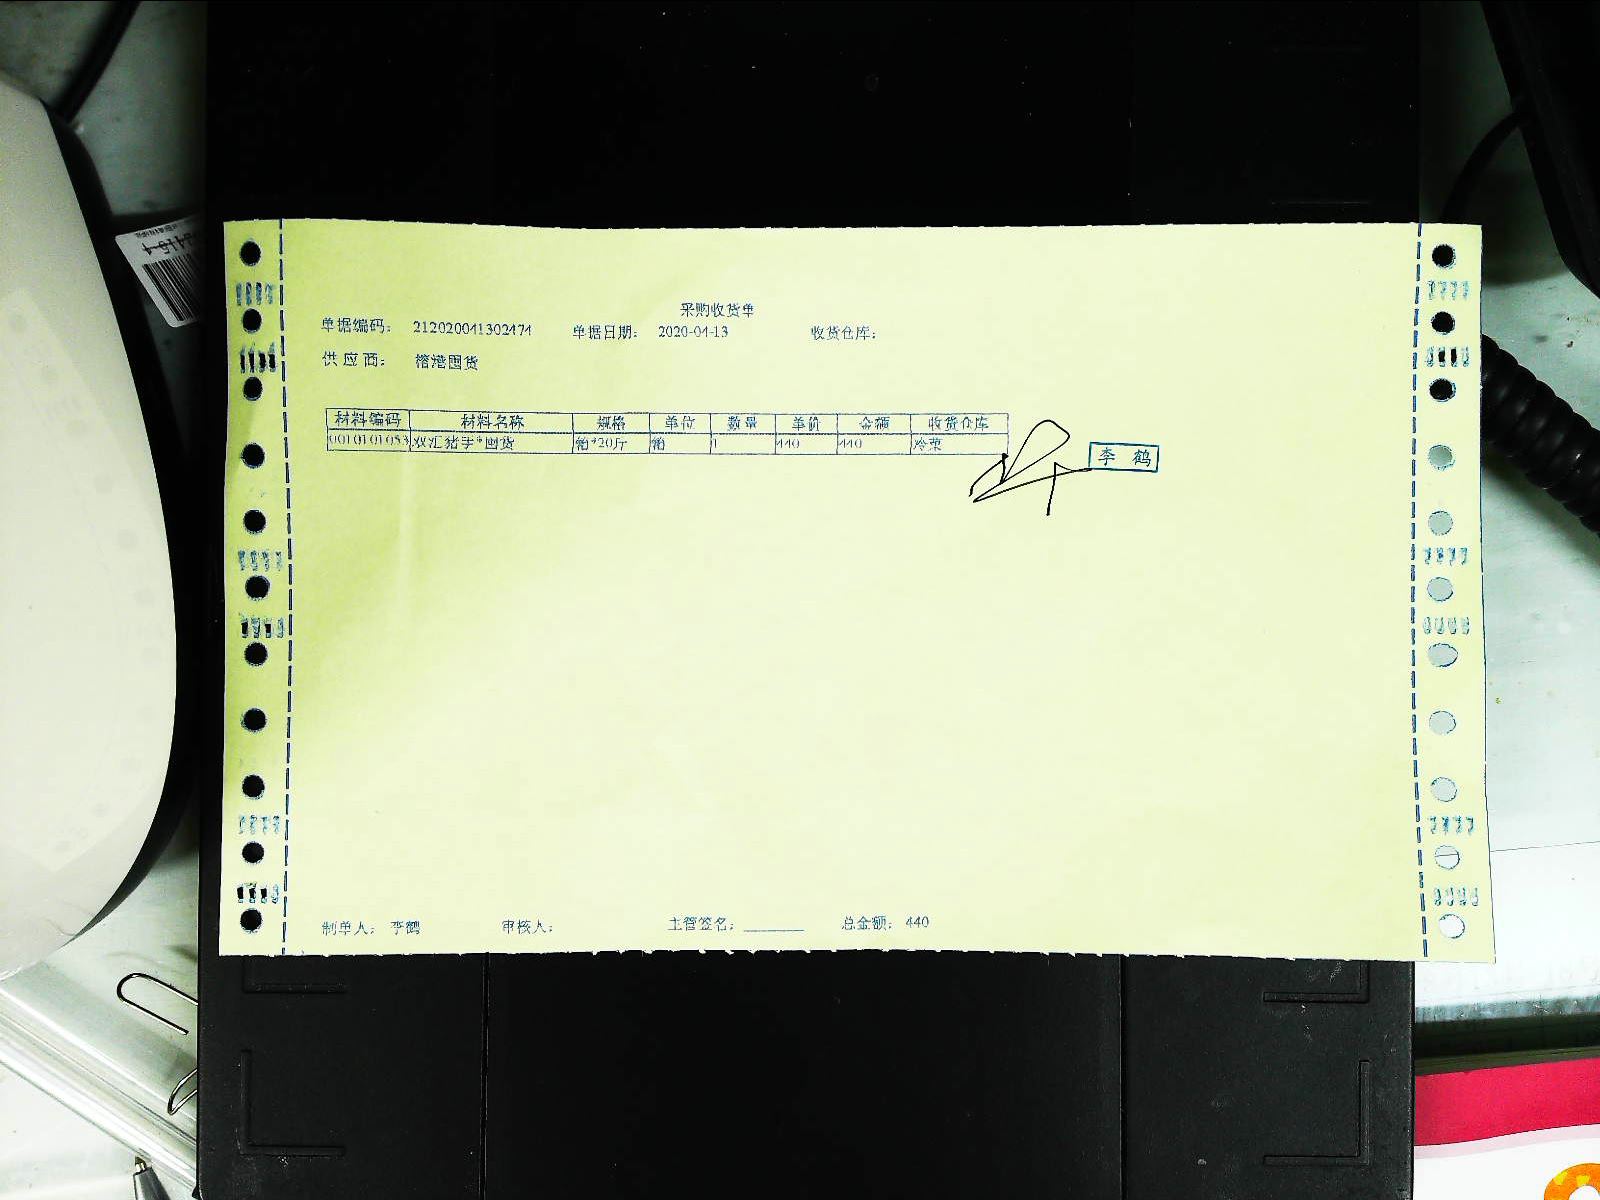 采购收货单
单据编码: 212020041302474 单据日期: 2020-04-13 收货仓库:
供应商: 榕港囤货
材料编码 材料名称 规格 单位 数量 单价 金额 收货仓库
0010101053 双汇猪手*囤货 箱*20斤 箱 1 440 440 冷菜
李鹤
制单人: 李鹤 审核人: 主管签名: 总金额: 440